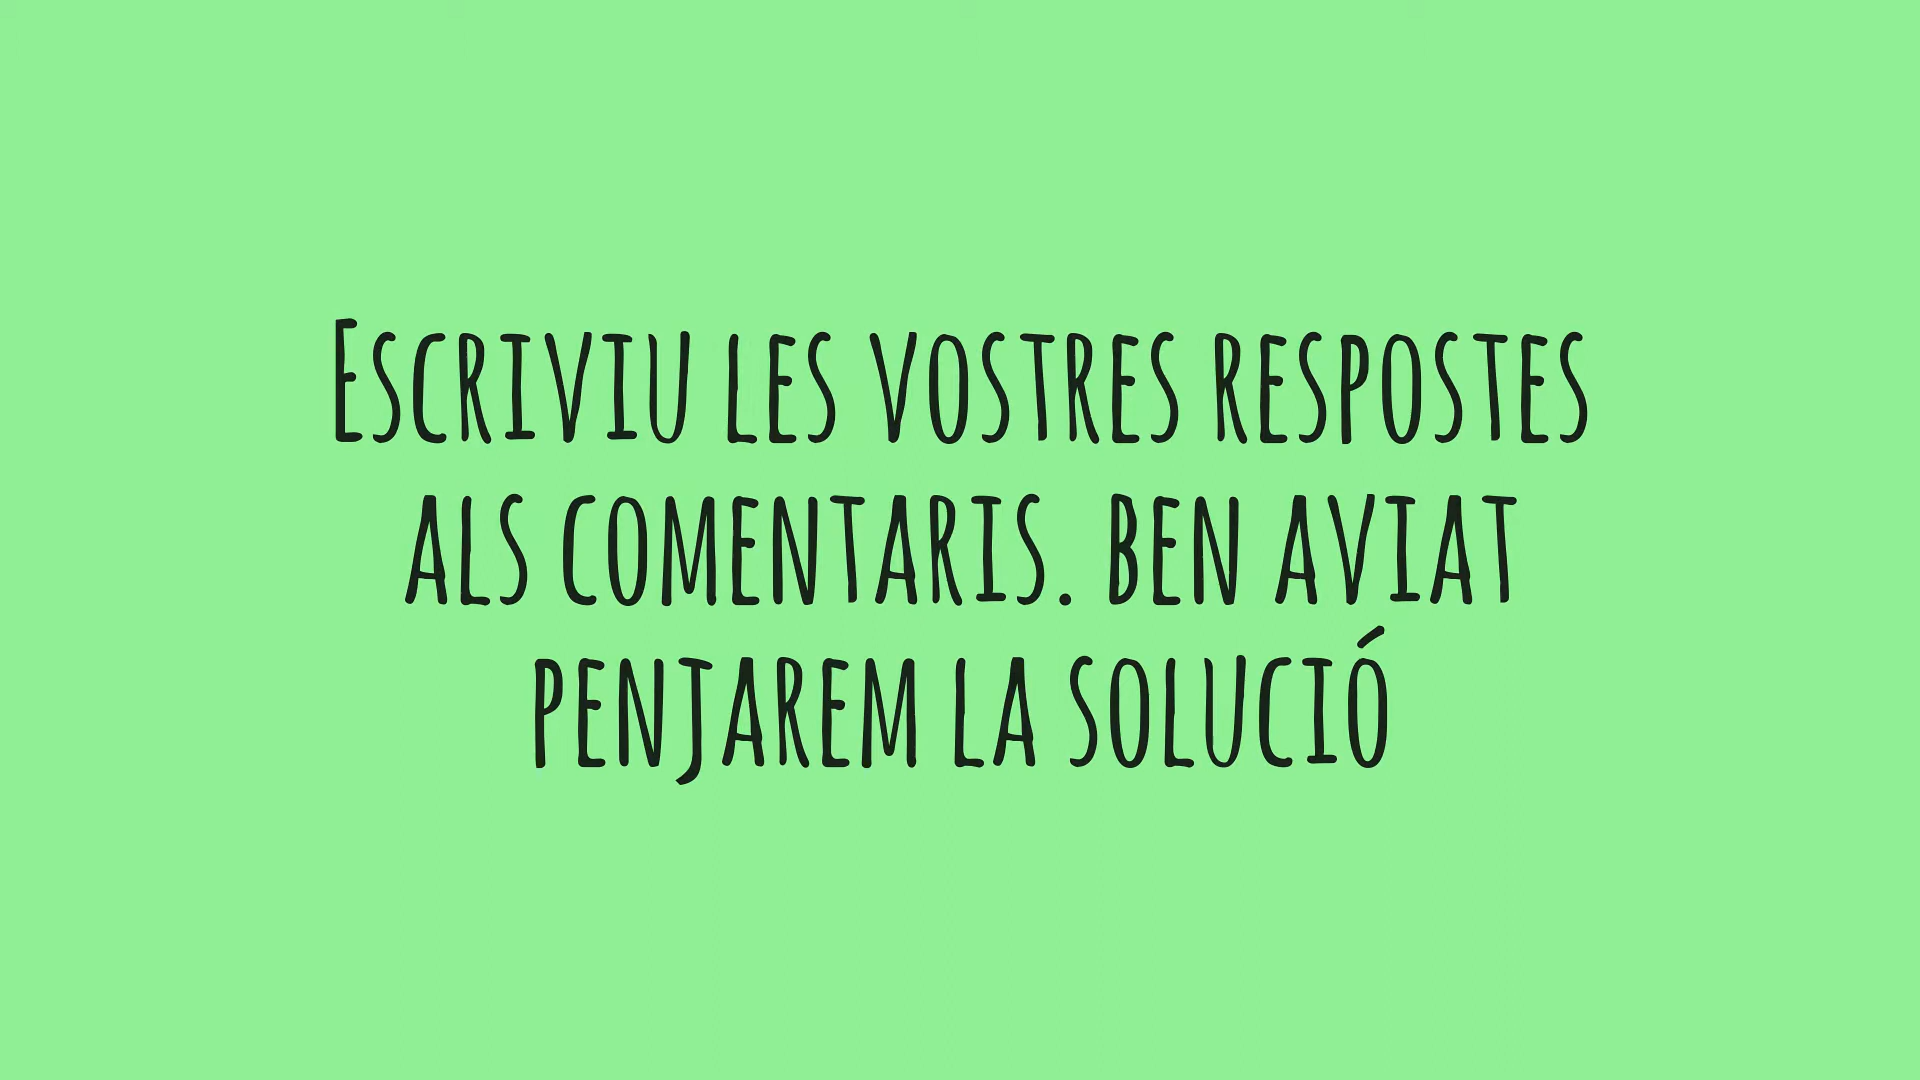 Escriviu les vostres respostes
als comentaris. ben aviat
penjarem la solució